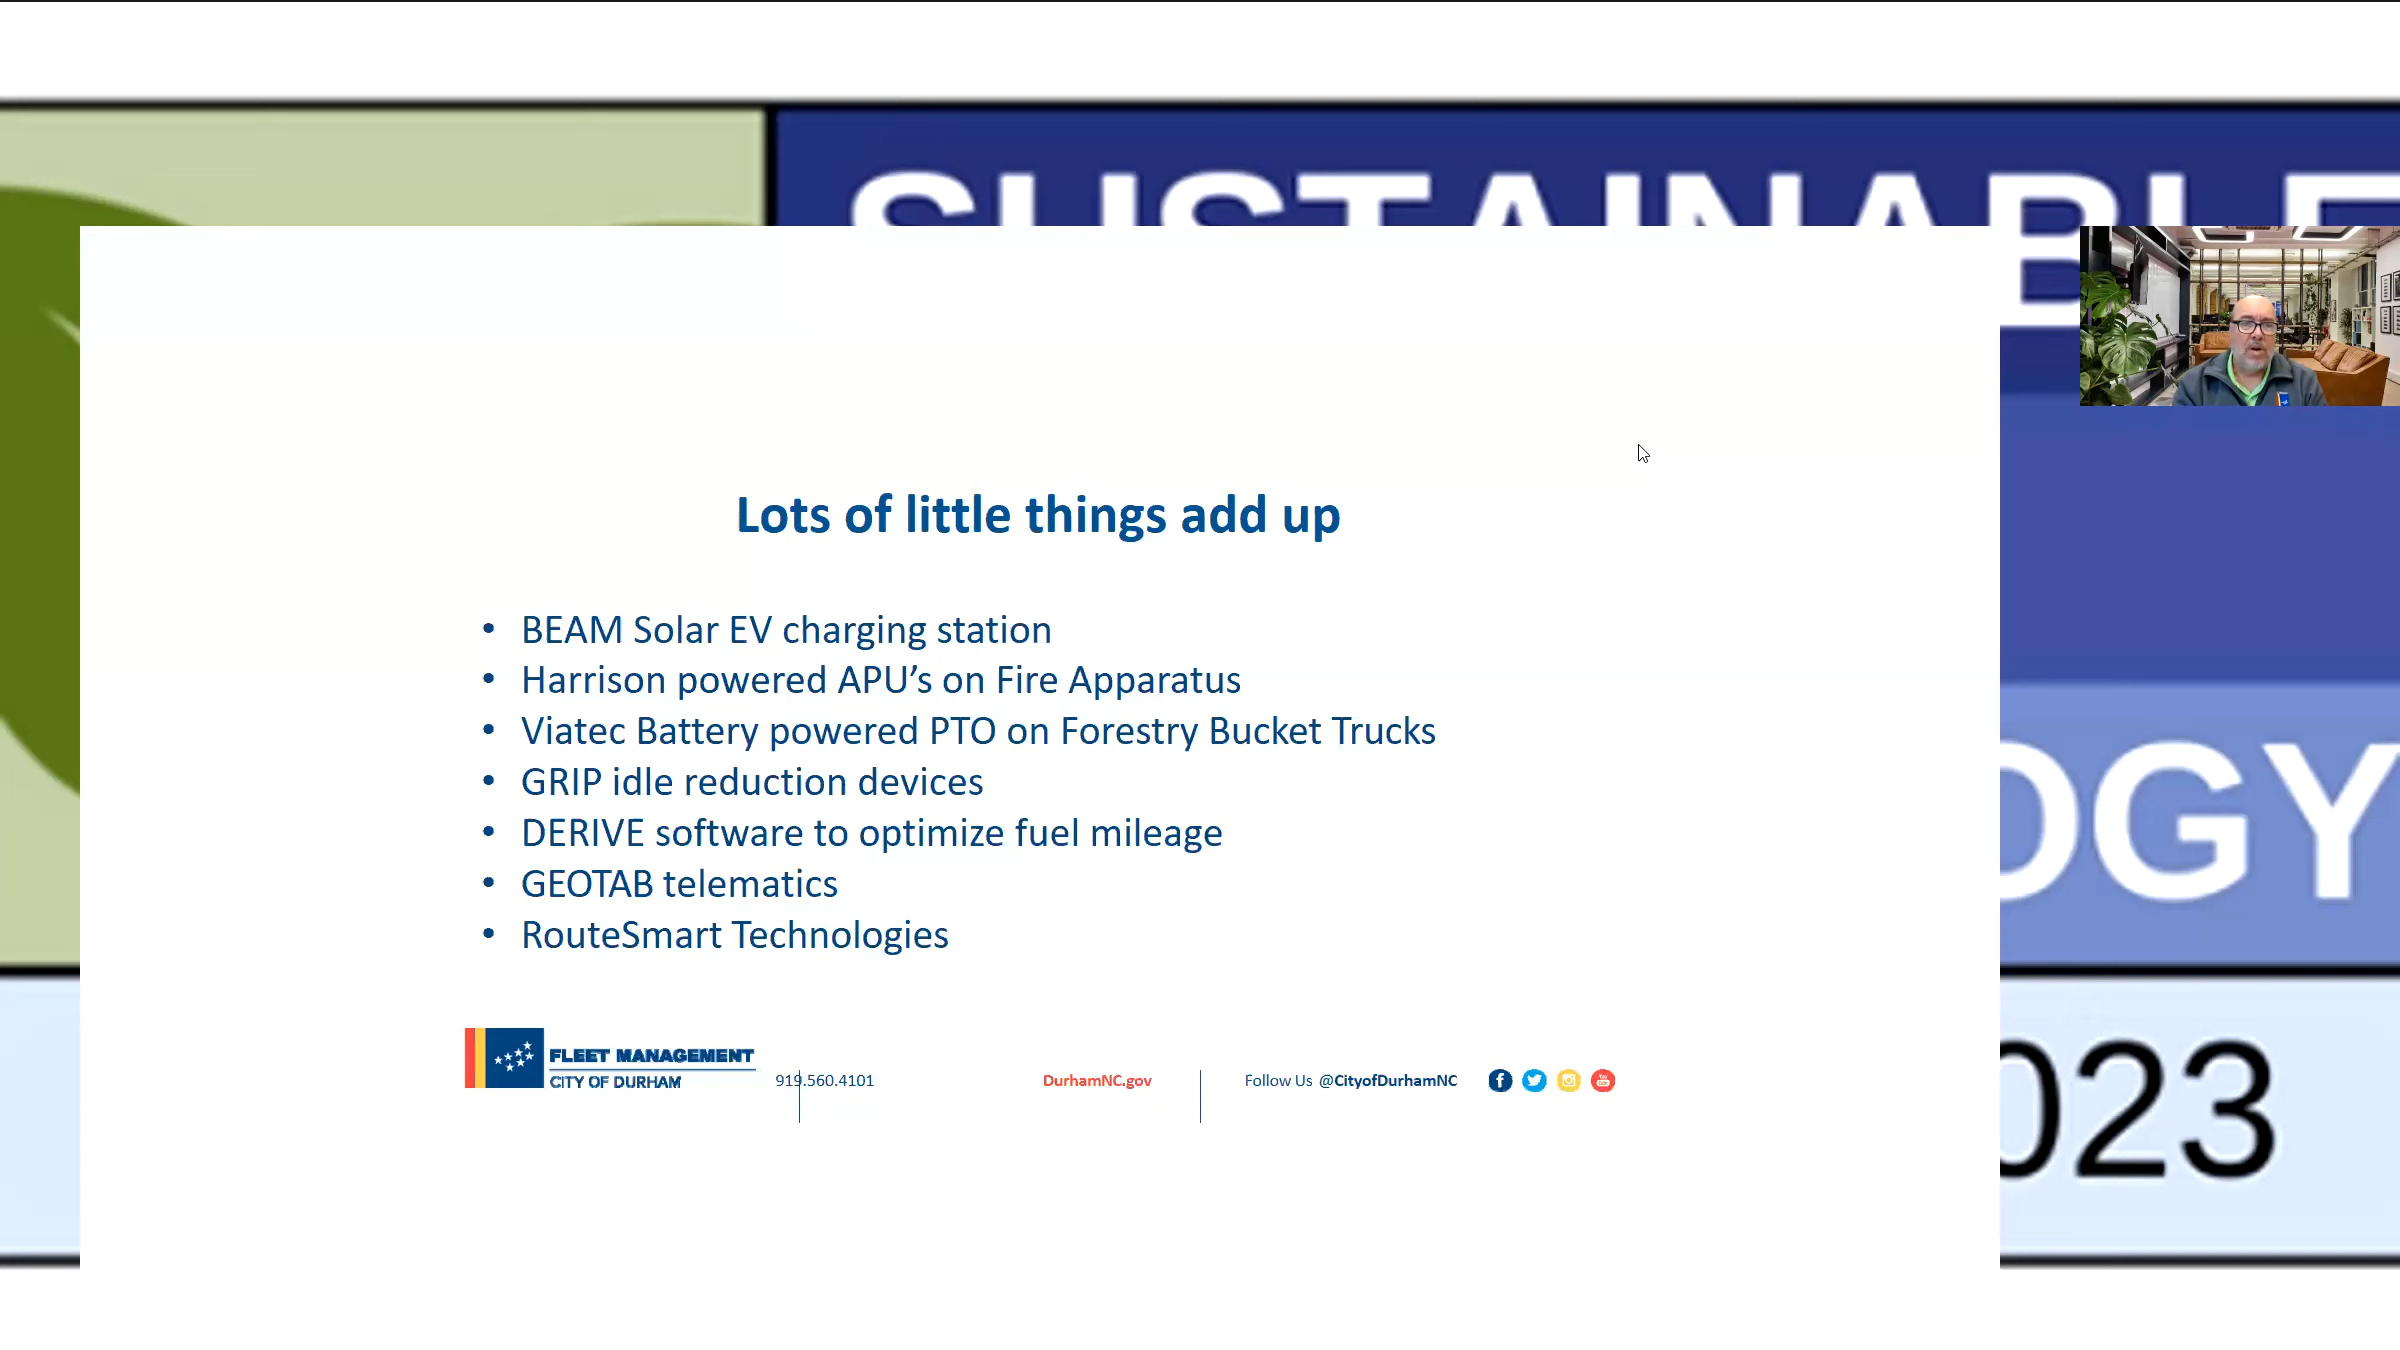 SUSTAINABLE
Lots of little things add up
• BEAM Solar EV charging station
• Harrison powered APU’s on Fire Apparatus
• Viatec Battery powered PTO on Forestry Bucket Trucks
• GRIP idle reduction devices
• DERIVE software to optimize fuel mileage
• GEOTAB telematics
• RouteSmart Technologies
OGY
023
FLEET MANAGEMENT
CITY OF DURHAM
919.560.4101
DurhamNC.gov
Follow Us @CityofDurhamNC